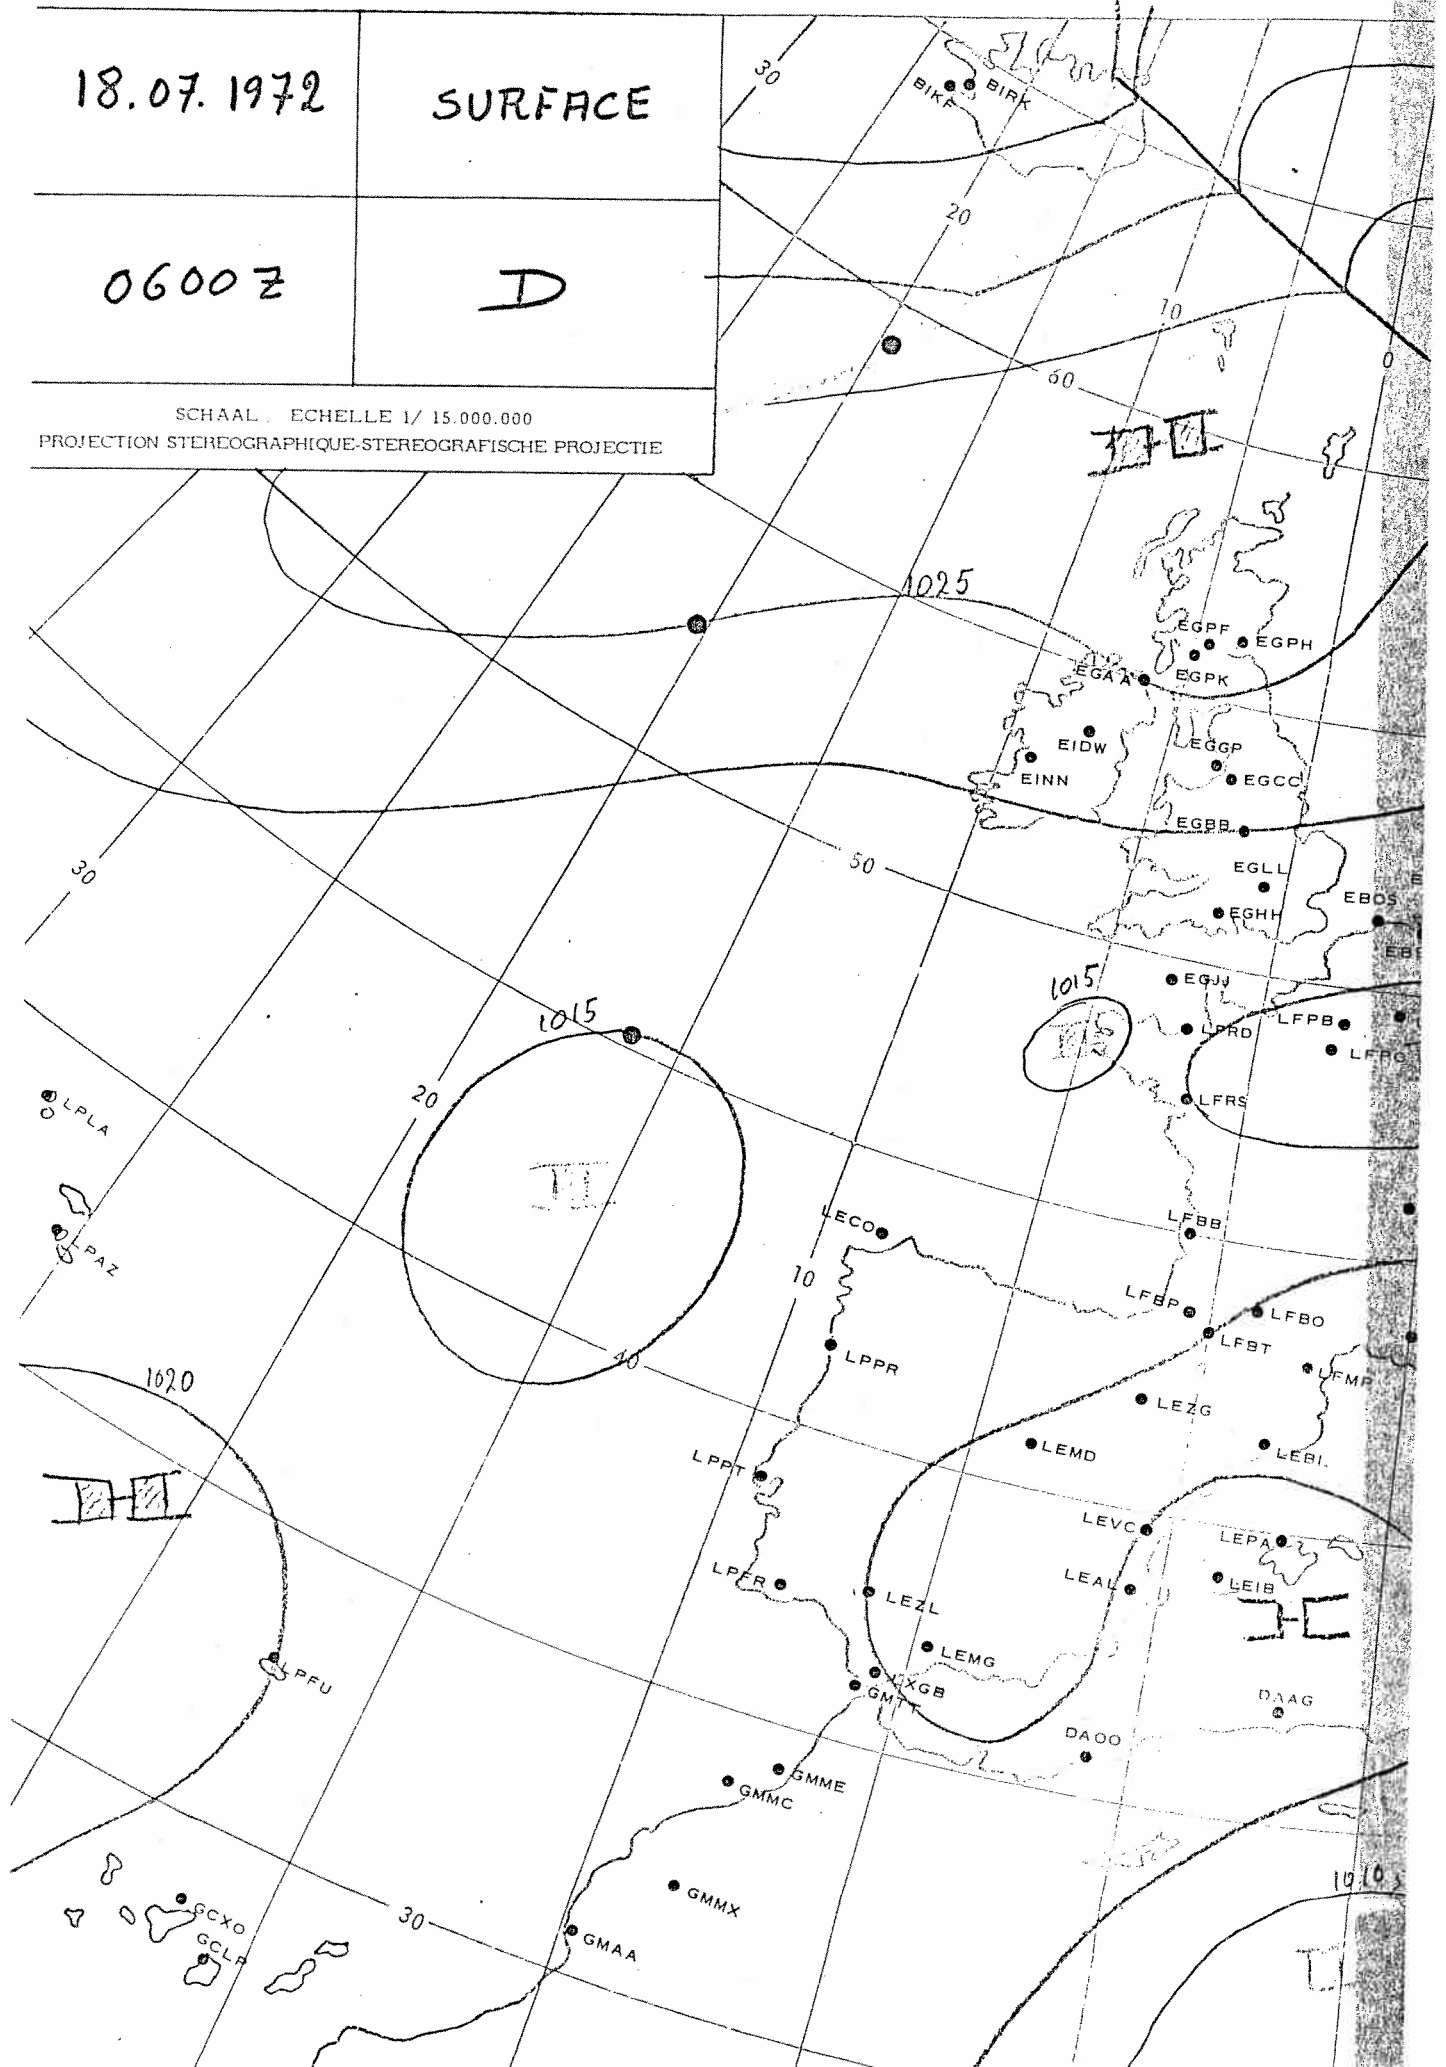 18.07.1972
SURFACE
0600Z
D
SCHAAL . ECHELLE 1/ 15.000.000
PROJECTION STEREOGRAPHIQUE-STEREOGRAFISCHE PROJECTIE
30
BIKF
BIRK
20
10
0
60
1025
EGPF
EGPH
EGAA
EGPK
EIDW
EGGP
EINN
EGCC
EGBB
50
30
EGLL
EBOS
EGHH
1015
EGJJ
1015
LFPB
LFRD
20
LFRS
LPLA
LFBB
LECO
LPAZ
10
LFBP
LFBO
LFBT
40
LPPR
1020
LFMP
LEZG
LEMD
LPPT
LEVC
LEPA
LPFR
LEAL
LEIB
LEZL
LEMG
LPFU
LXGB
GMTT
DAAG
DAOO
GMME
GMMC
1010
GMMX
GCXO
30
GCLP
GMAA